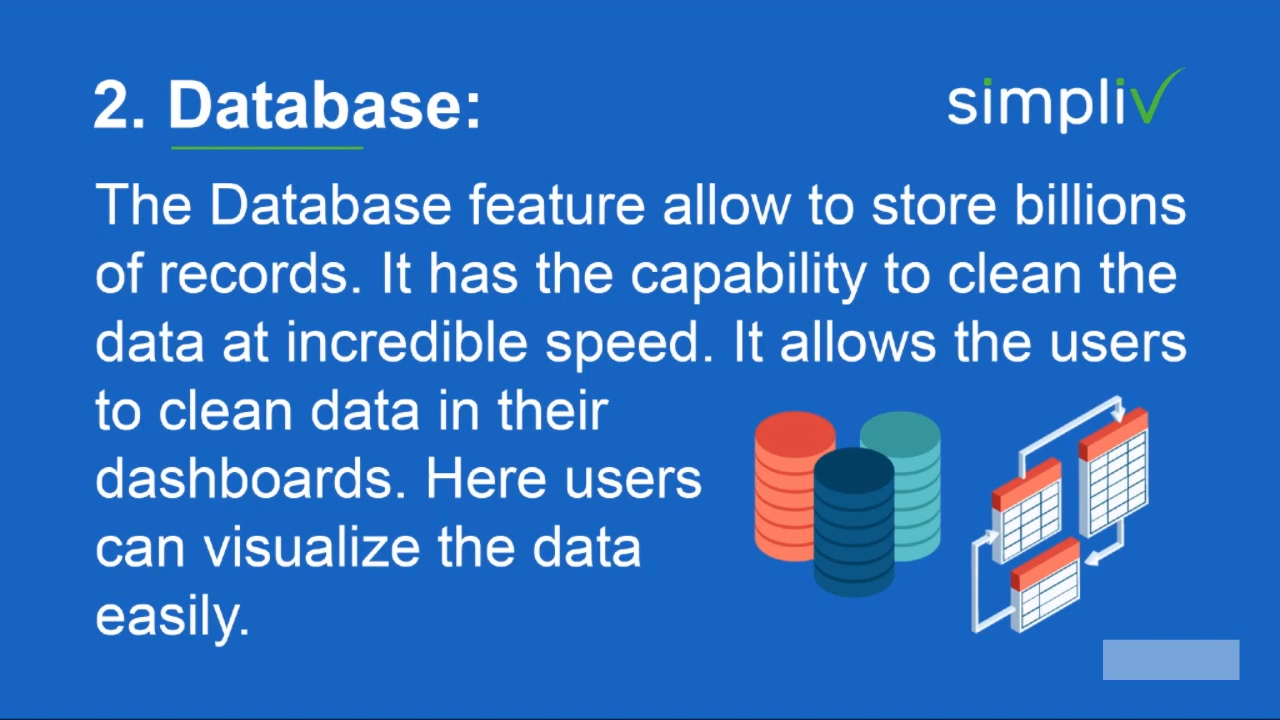 2. Database:
simpliv
The Database feature allow to store billions
of records. It has the capability to clean the
data at incredible speed. It allows the users
to clean data in their
dashboards. Here users
can visualize the data
easily.